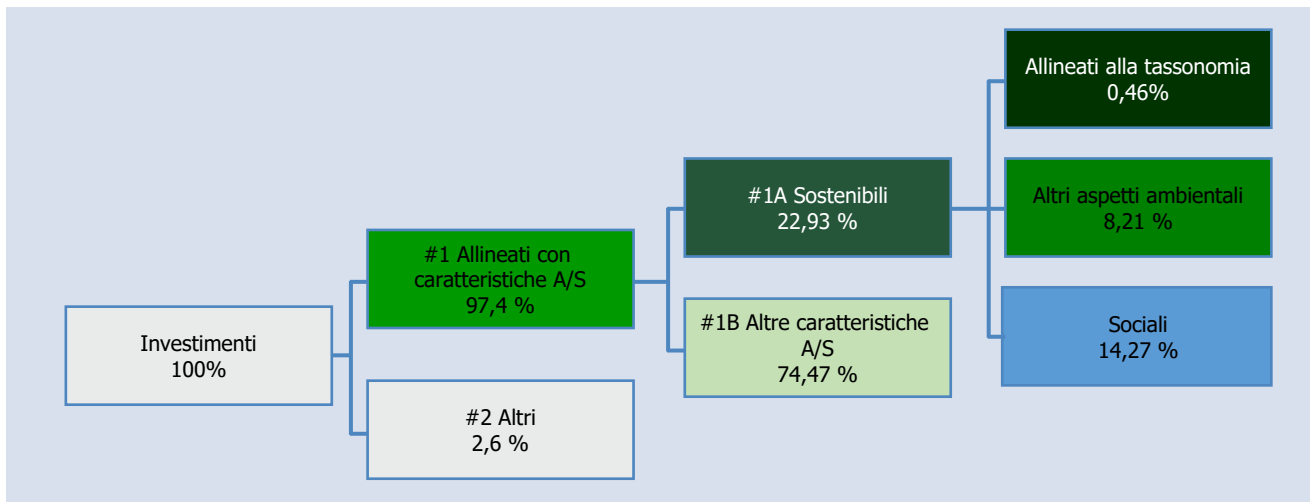 Investimenti
100%
#1 Allineati con
caratteristiche A/S
97,4 %
#2 Altri
2,6 %
#1A Sostenibili
22,93 %
#1B Altre caratteristiche
A/S
74,47 %
Allineati alla tassonomia
0,46%
Altri aspetti ambientali
8,21 %
Sociali
14,27 %